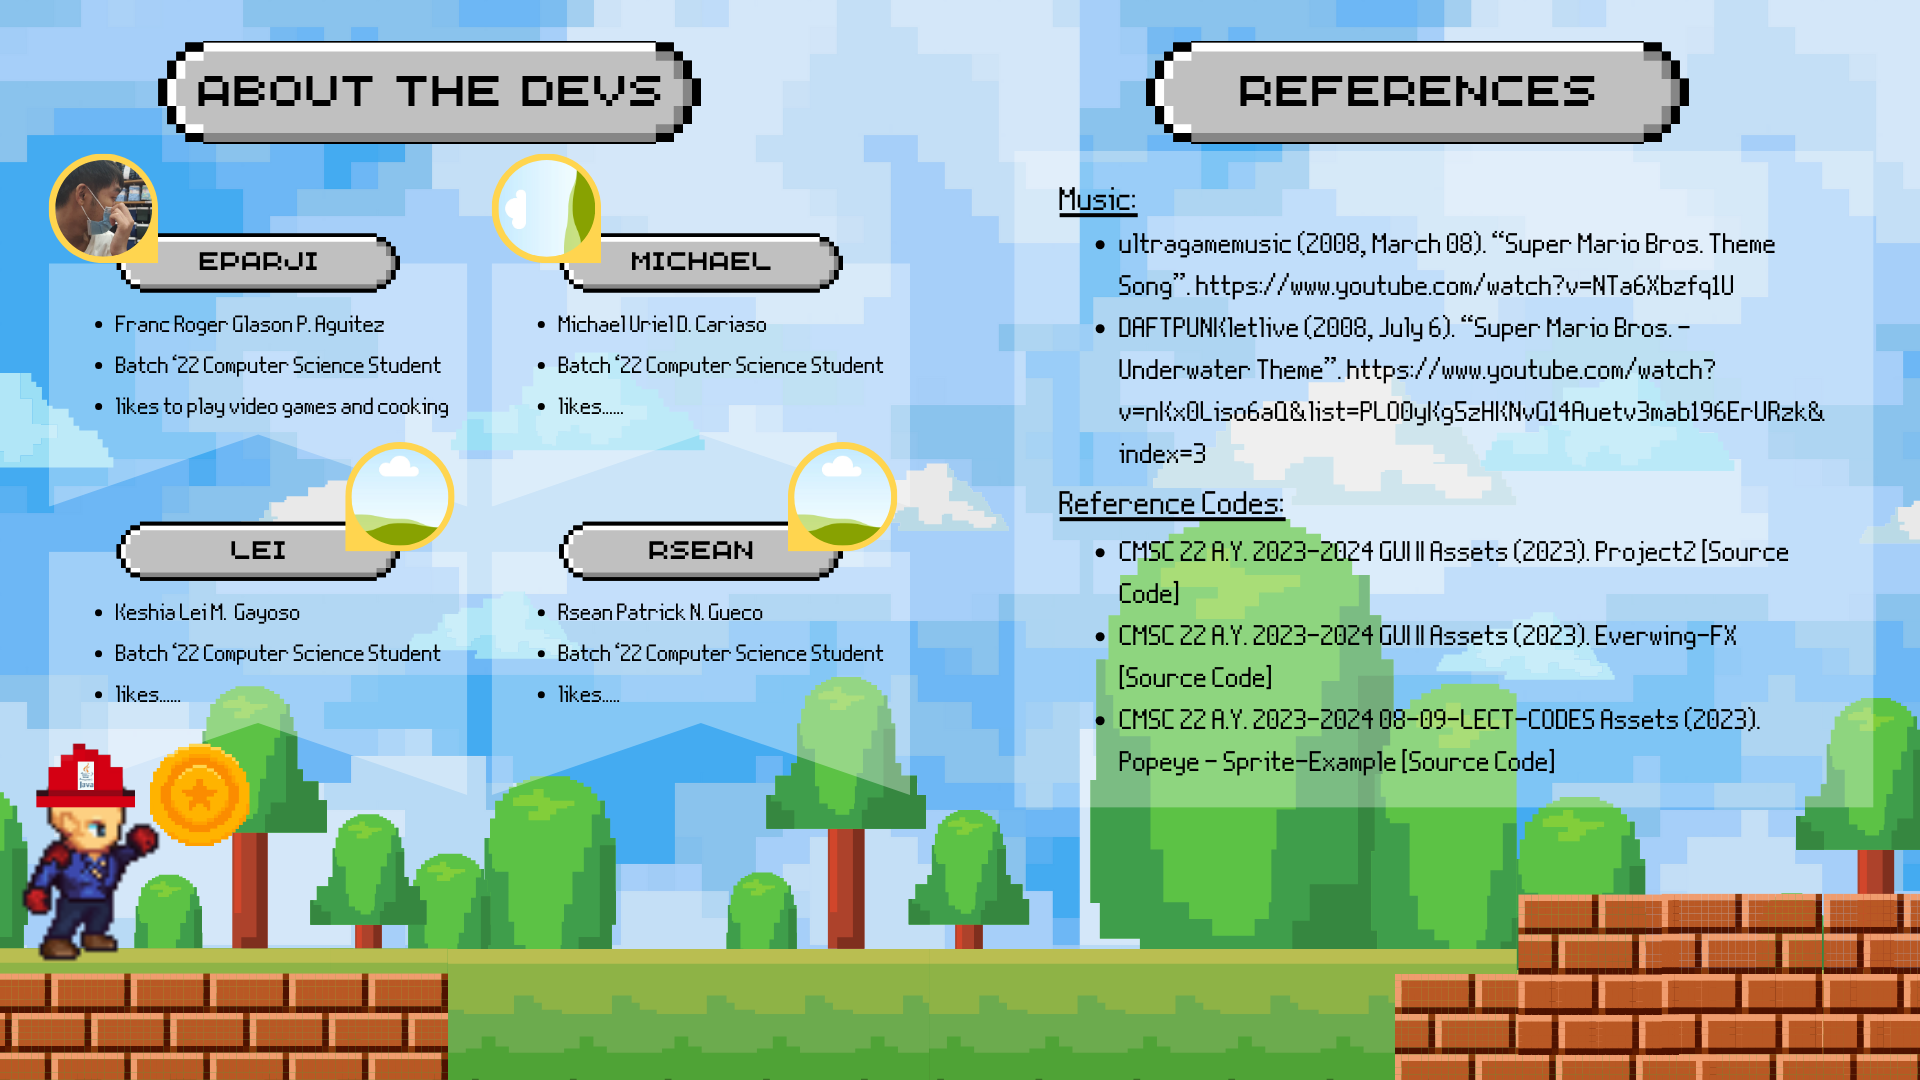 ABOUT THE DEVS
EPARJI
Franc Roger Glason P. Aguitez
Batch ‘22 Computer Science Student
likes to play video games and cooking
MICHAEL
Michael Uriel D. Cariaso
Batch ‘22 Computer Science Student
likes......
LEI
Keshia Lei M. Gayoso
Batch ‘22 Computer Science Student
likes......
RSEAN
Rsean Patrick N. Gueco
Batch ‘22 Computer Science Student
likes.....
Java
REFERENCES
Music:
ultragamemusic (2008, March 08). “Super Mario Bros. Theme
Song”. https://www.youtube.com/watch?v=NTa6Xbzfq1U
DAFTPUNKletlive (2008, July 6). “Super Mario Bros. -
Underwater Theme”. https://www.youtube.com/watch?
v=nKx0Liso6aQ&list=PLO0yKg5zHKNvG14Auetv3mab196ErURzk&
index=3
Reference Codes:
CMSC 22 A.Y. 2023-2024 GUI II Assets (2023). Project2 [Source
Code]
CMSC 22 A.Y. 2023-2024 GUI II Assets (2023). Everwing-FX
[Source Code]
CMSC 22 A.Y. 2023-2024 08-09-LECT-CODES Assets (2023).
Popeye - Sprite-Example [Source Code]